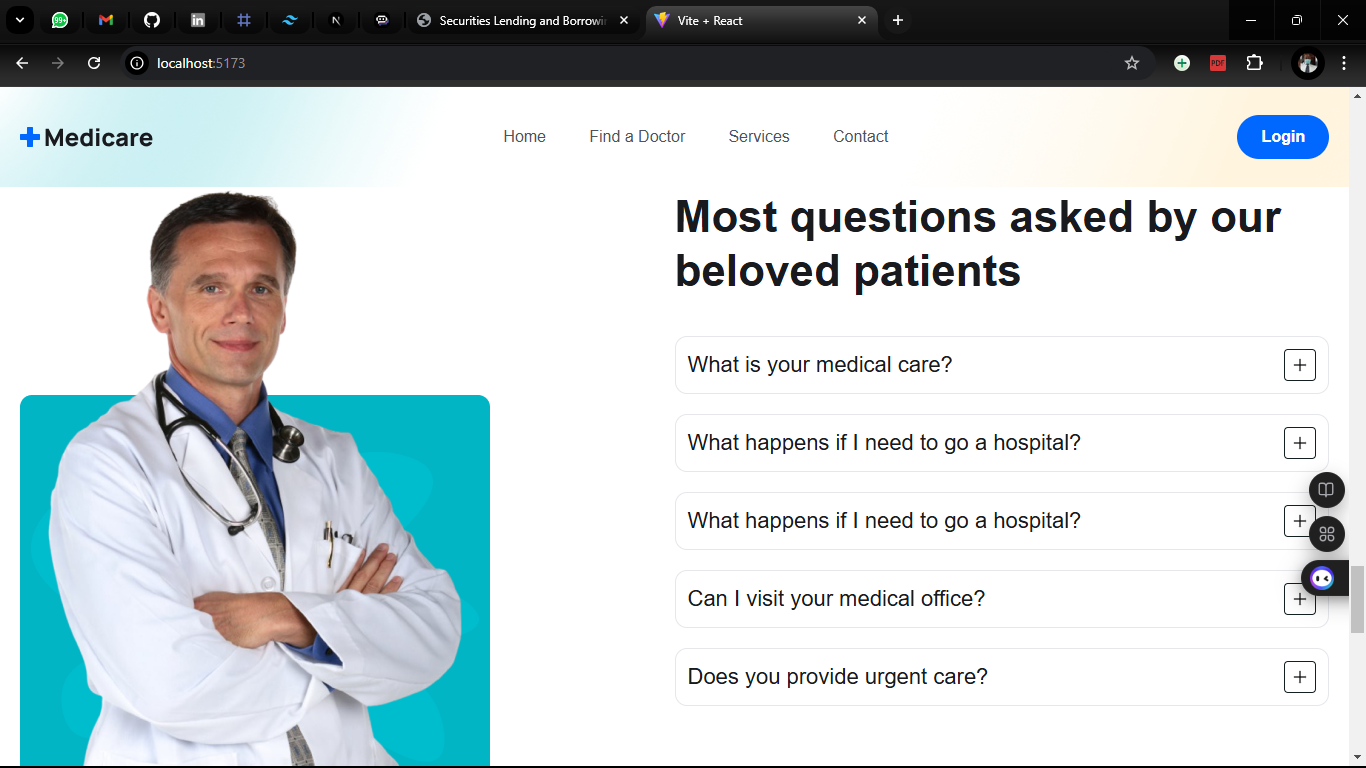 99+
Securities Lending and Borrowin
Vite + React
localhost:5173
PDF
Medicare
Home
Find a Doctor
Services
Contact
Login
Most questions asked by our
beloved patients
What is your medical care?
What happens if I need to go a hospital?
What happens if I need to go a hospital?
Can I visit your medical office?
Does you provide urgent care?